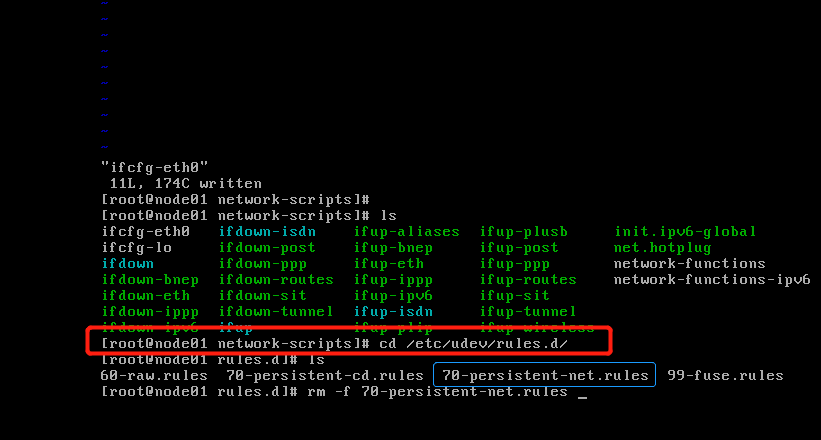 ~
~
~
~
~
~
~
~
~
~
"ifcfg-eth0"
11L, 174C written
[root@node01 network-scripts]#
[root@node01 network-scripts]# ls
ifcfg-eth0 ifdown-isdn ifup-aliases ifup-plusb init.ipv6-global
ifcfg-lo ifdown-post ifup-bnep ifup-post net.hotplug
ifdown ifdown-ppp ifup-eth ifup-ppp network-functions
ifdown-bnep ifdown-routes ifup-ippp ifup-routes network-functions-ipv6
ifdown-eth ifdown-sit ifup-ipv6 ifup-sit
ifdown-ippp ifdown-tunnel ifup-isdn ifup-tunnel
ifdown-ipv6 ifup ifup-plip ifup-wireless
[root@node01 network-scripts]# cd /etc/udev/rules.d/
[root@node01 rules.d]# ls
60-raw.rules 70-persistent-cd.rules 70-persistent-net.rules 99-fuse.rules
[root@node01 rules.d]# rm -f 70-persistent-net.rules _